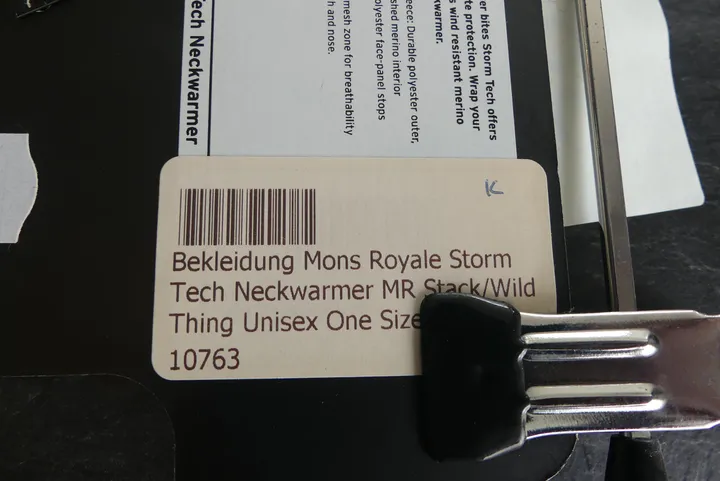 Bekleidung Mons Royale Storm
Tech Neckwarmer MR Stack/Wild
Thing Unisex One Size
10763
Tech Neckwarmer
er bites Storm Tech offers
te protection. Wrap your
s wind resistant merino
kwarmer.
eece: Durable polyester outer,
shed merino interior
olyester face-panel stops
mesh zone for breathability
h and nose.